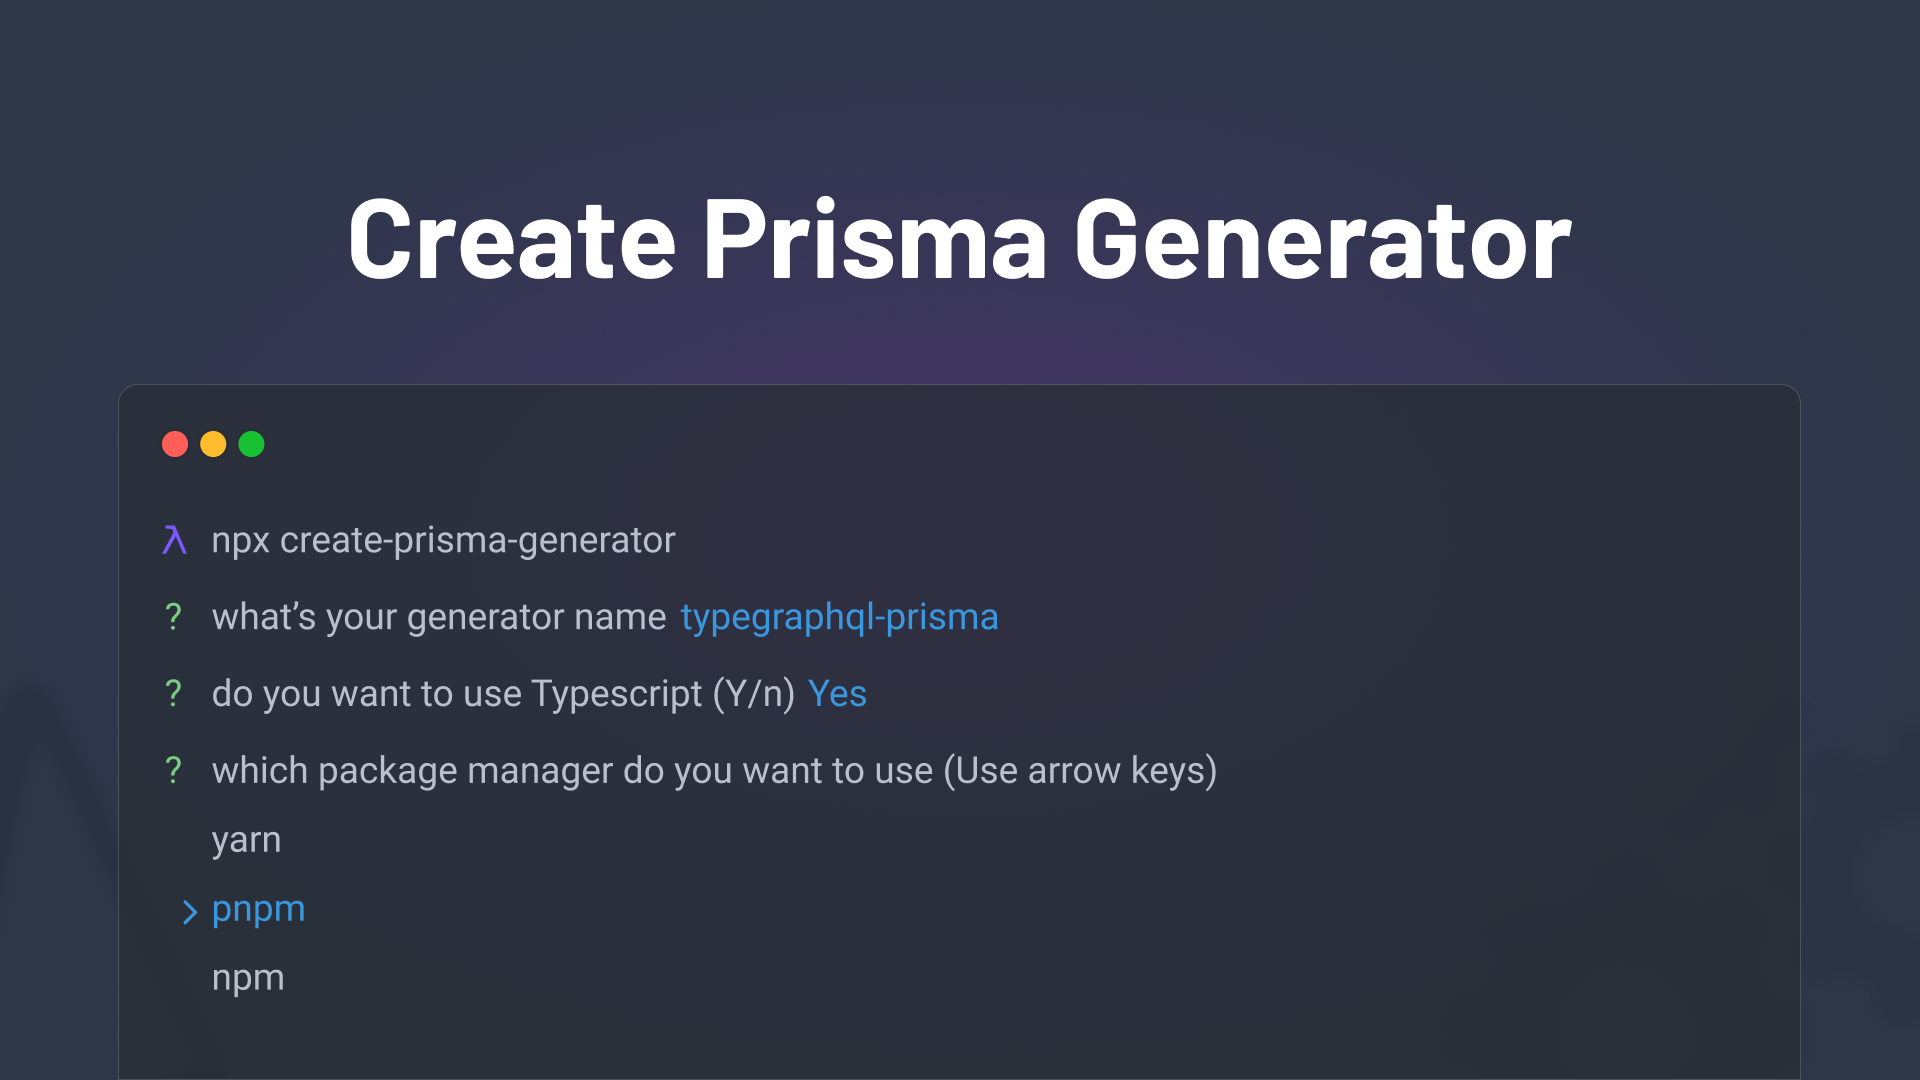 Create Prisma Generator
λ npx create-prisma-generator
? what’s your generator name typegraphql-prisma
? do you want to use Typescript (Y/n) Yes
? which package manager do you want to use (Use arrow keys)
yarn
> pnpm
npm